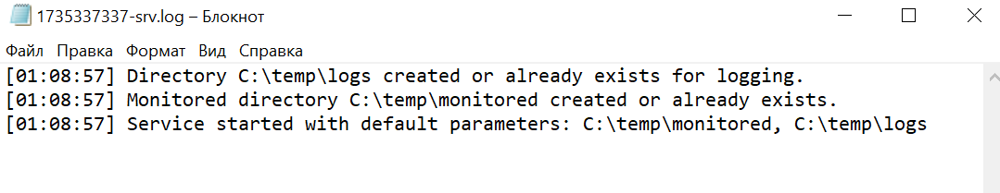 1735337337-srv.log – Блокнот
Файл Правка Формат Вид Справка
[01:08:57] Directory C:\temp\logs created or already exists for logging.
[01:08:57] Monitored directory C:\temp\monitored created or already exists.
[01:08:57] Service started with default parameters: C:\temp\monitored, C:\temp\logs